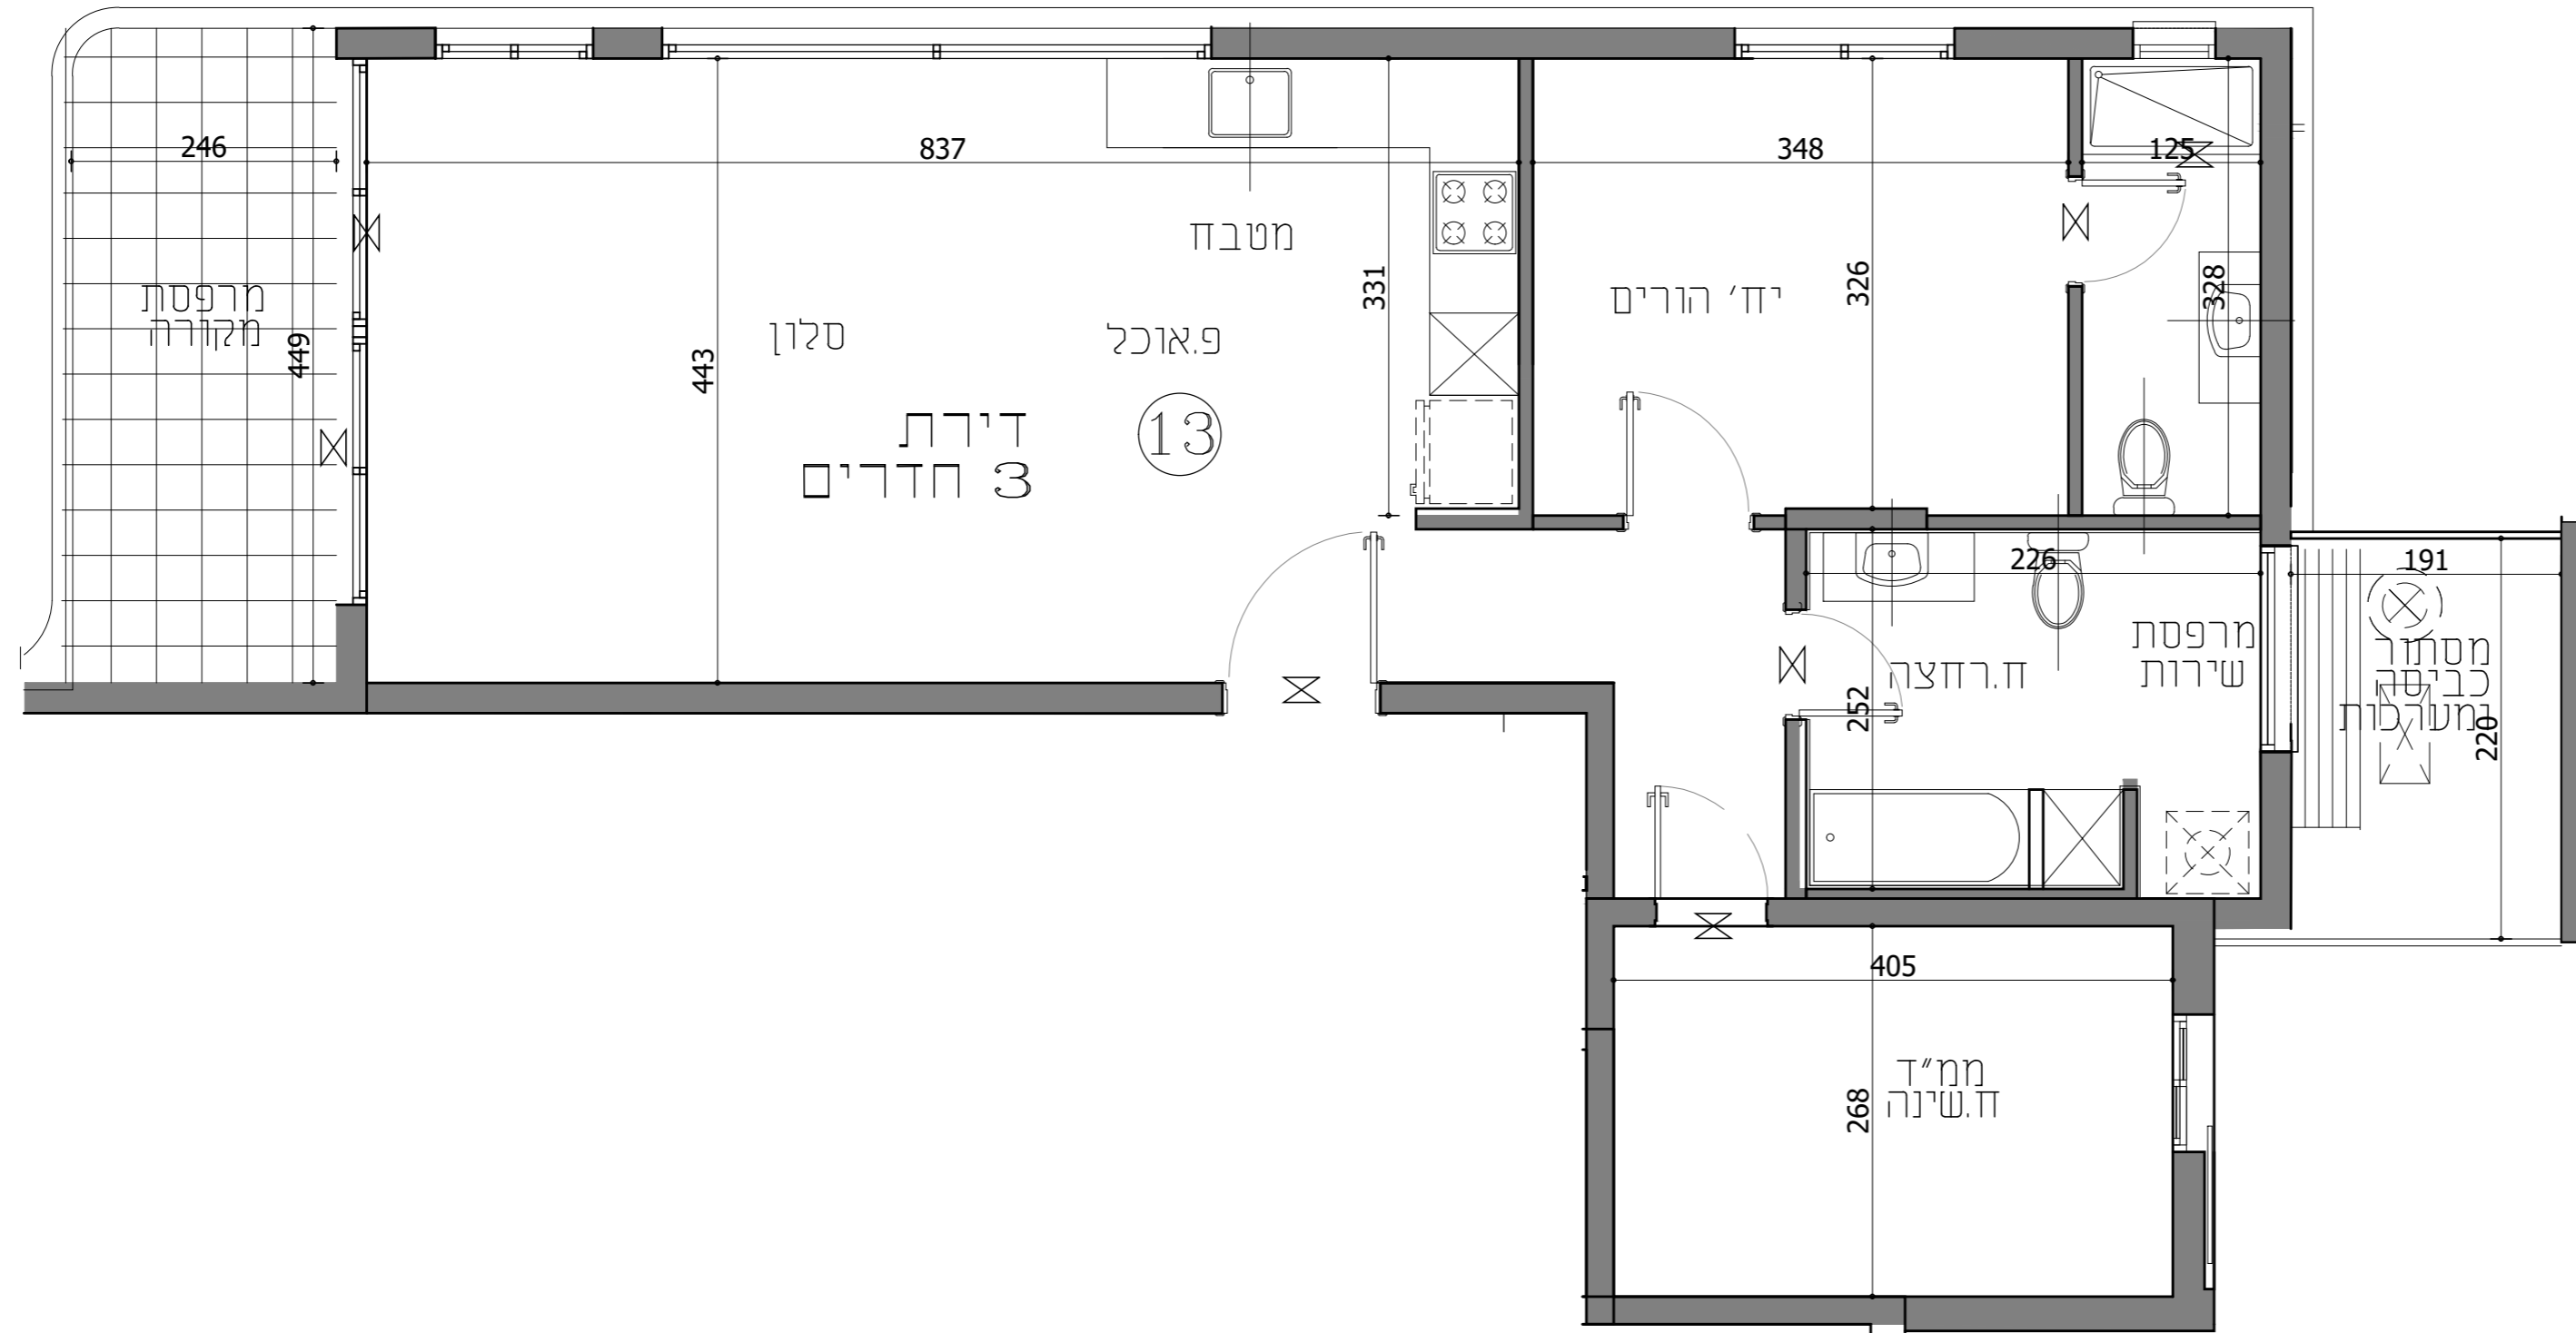 246
837
348
125
מטבח
מרפסת
מקורה
449
443
סלון
פ.אוכל
331
יח׳ הורים
326
328
דירת
3 חדרים
13
226
191
252
ח.רחצה
מרפסת
שירות
מסתור
כביסה
ומערכות
220
405
ממ״ד
ח.שינה
268